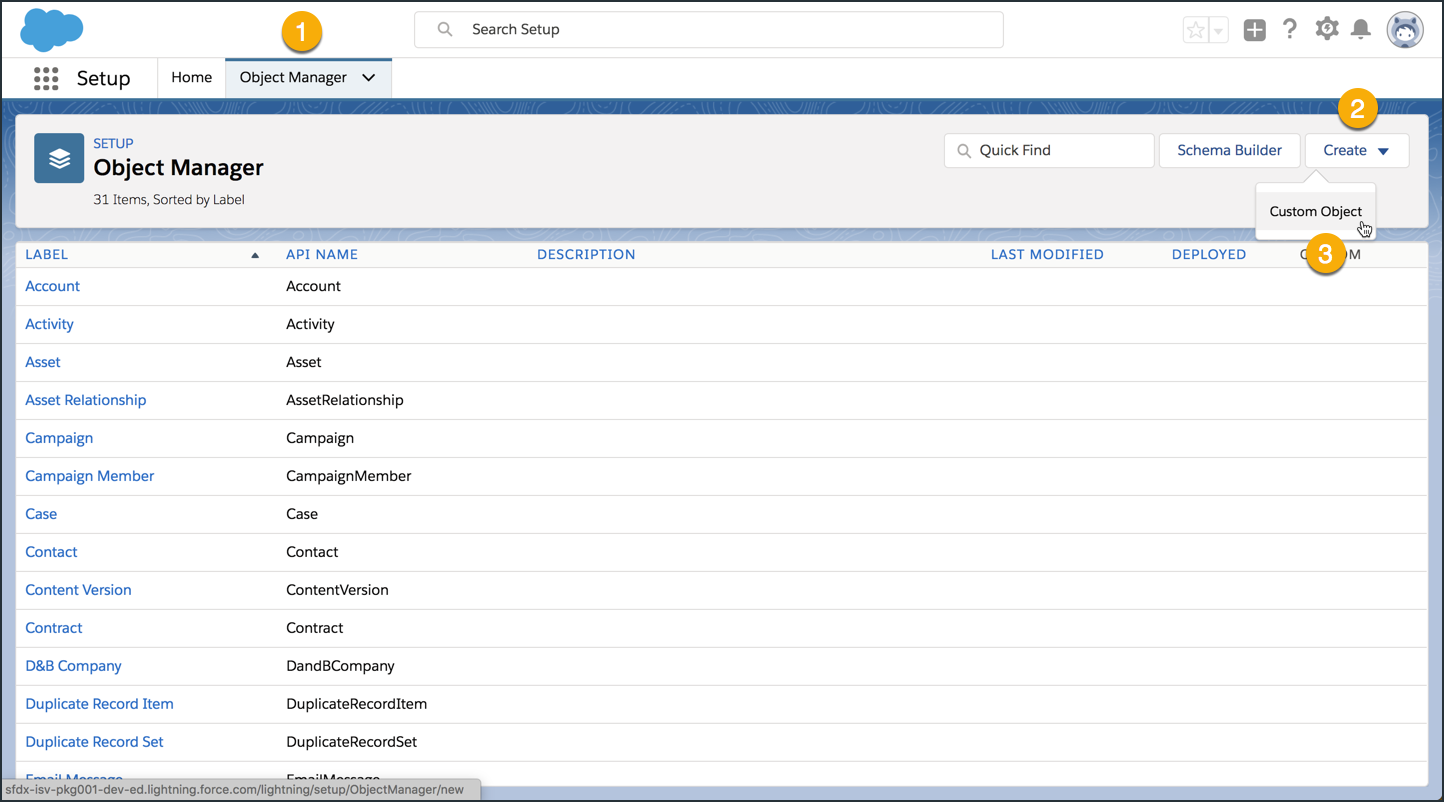 1
Search Setup
Setup Home Object Manager
2
SETUP
Object Manager
31 Items, Sorted by Label
Quick Find Schema Builder Create
Custom Object
3
LABEL API NAME DESCRIPTION LAST MODIFIED DEPLOYED
Account Account
Activity Activity
Asset Asset
Asset Relationship AssetRelationship
Campaign Campaign
Campaign Member CampaignMember
Case Case
Contact Contact
Content Version ContentVersion
Contract Contract
D&B Company DandBCompany
Duplicate Record Item DuplicateRecordItem
Duplicate Record Set DuplicateRecordSet
Email Message EmailMessage
sfdx-isv-pkg001-dev-ed.lightning.force.com/lightning/setup/ObjectManager/new